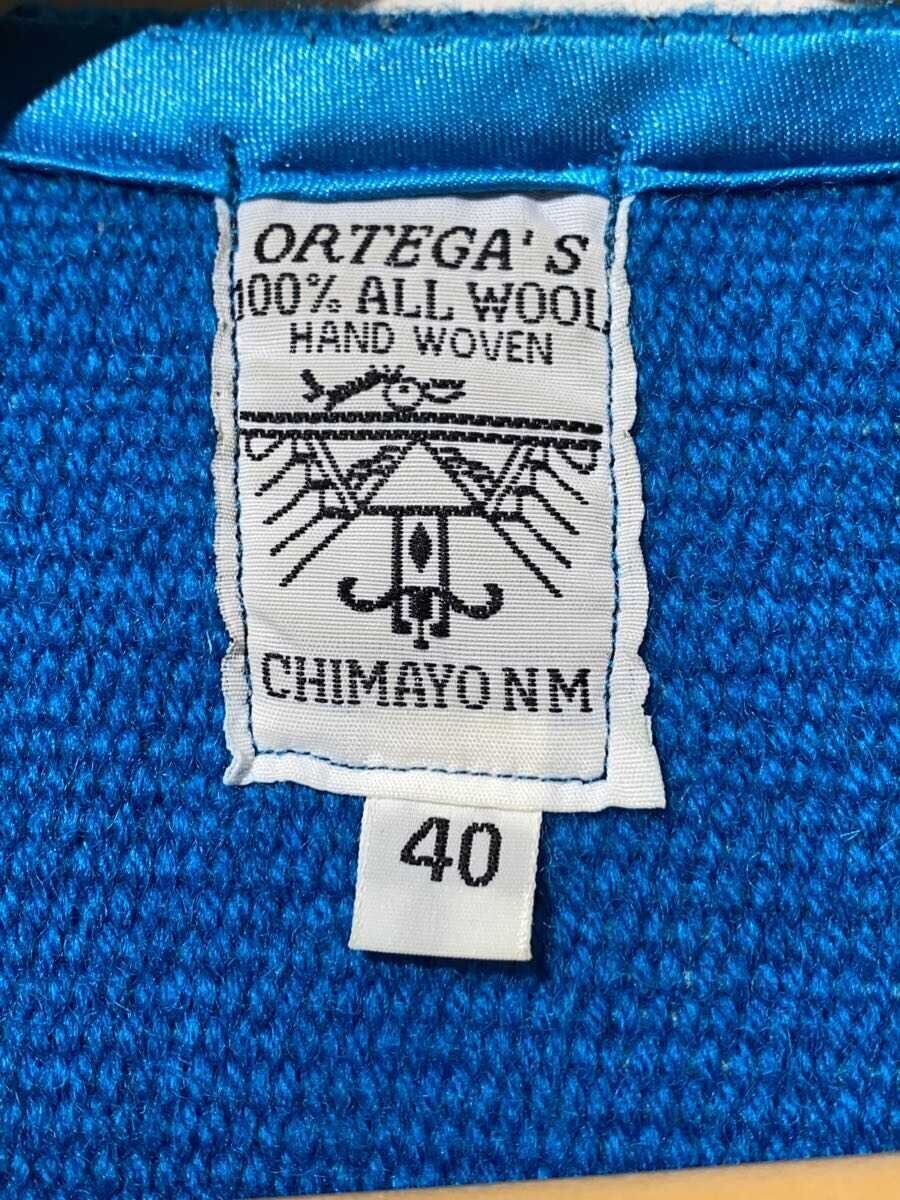 ORTEGA'S
100% ALL WOOL
HAND WOVEN
CHIMAYO NM
40